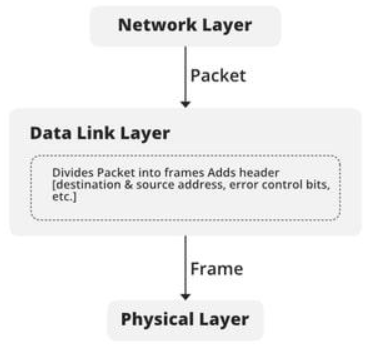 Network Layer
Packet
Data Link Layer
Divides Packet into frames Adds header
[destination & source address, error control bits,
etc.]
Frame
Physical Layer